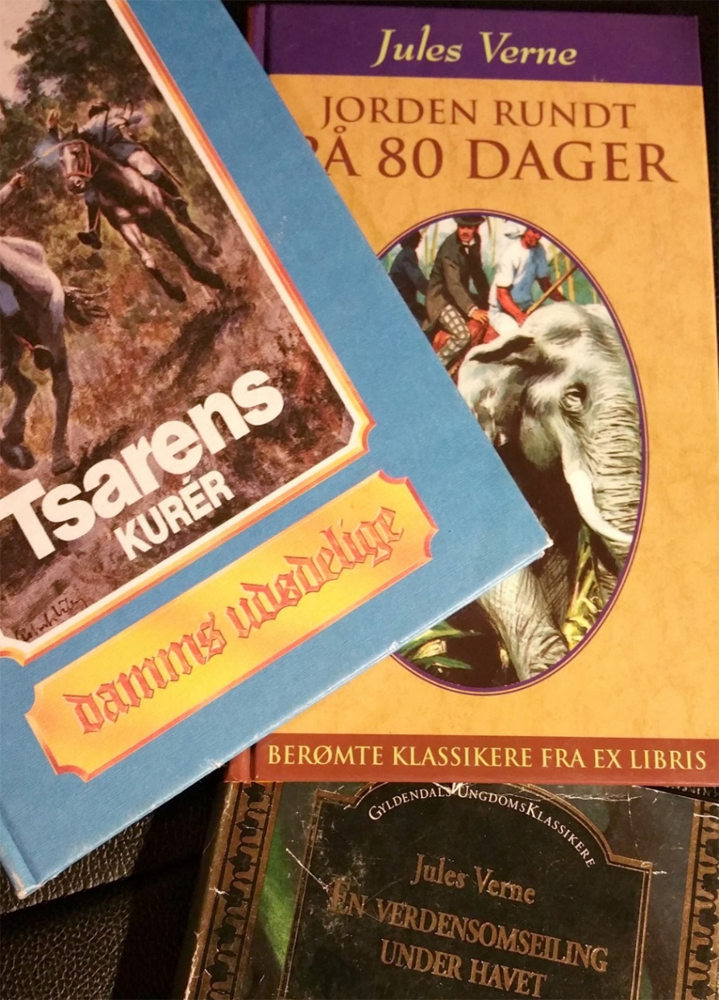 Tsarens
KURÉR
damms udsdelige
Jules Verne
JORDEN RUNDT
PÅ 80 DAGER
BERØMTE KLASSIKERE FRA EX LIBRIS
GYLDENDALS UNGDOMSKLASSIKERE
Jules Verne
EN VERDENSOMSEILING
UNDER HAVET